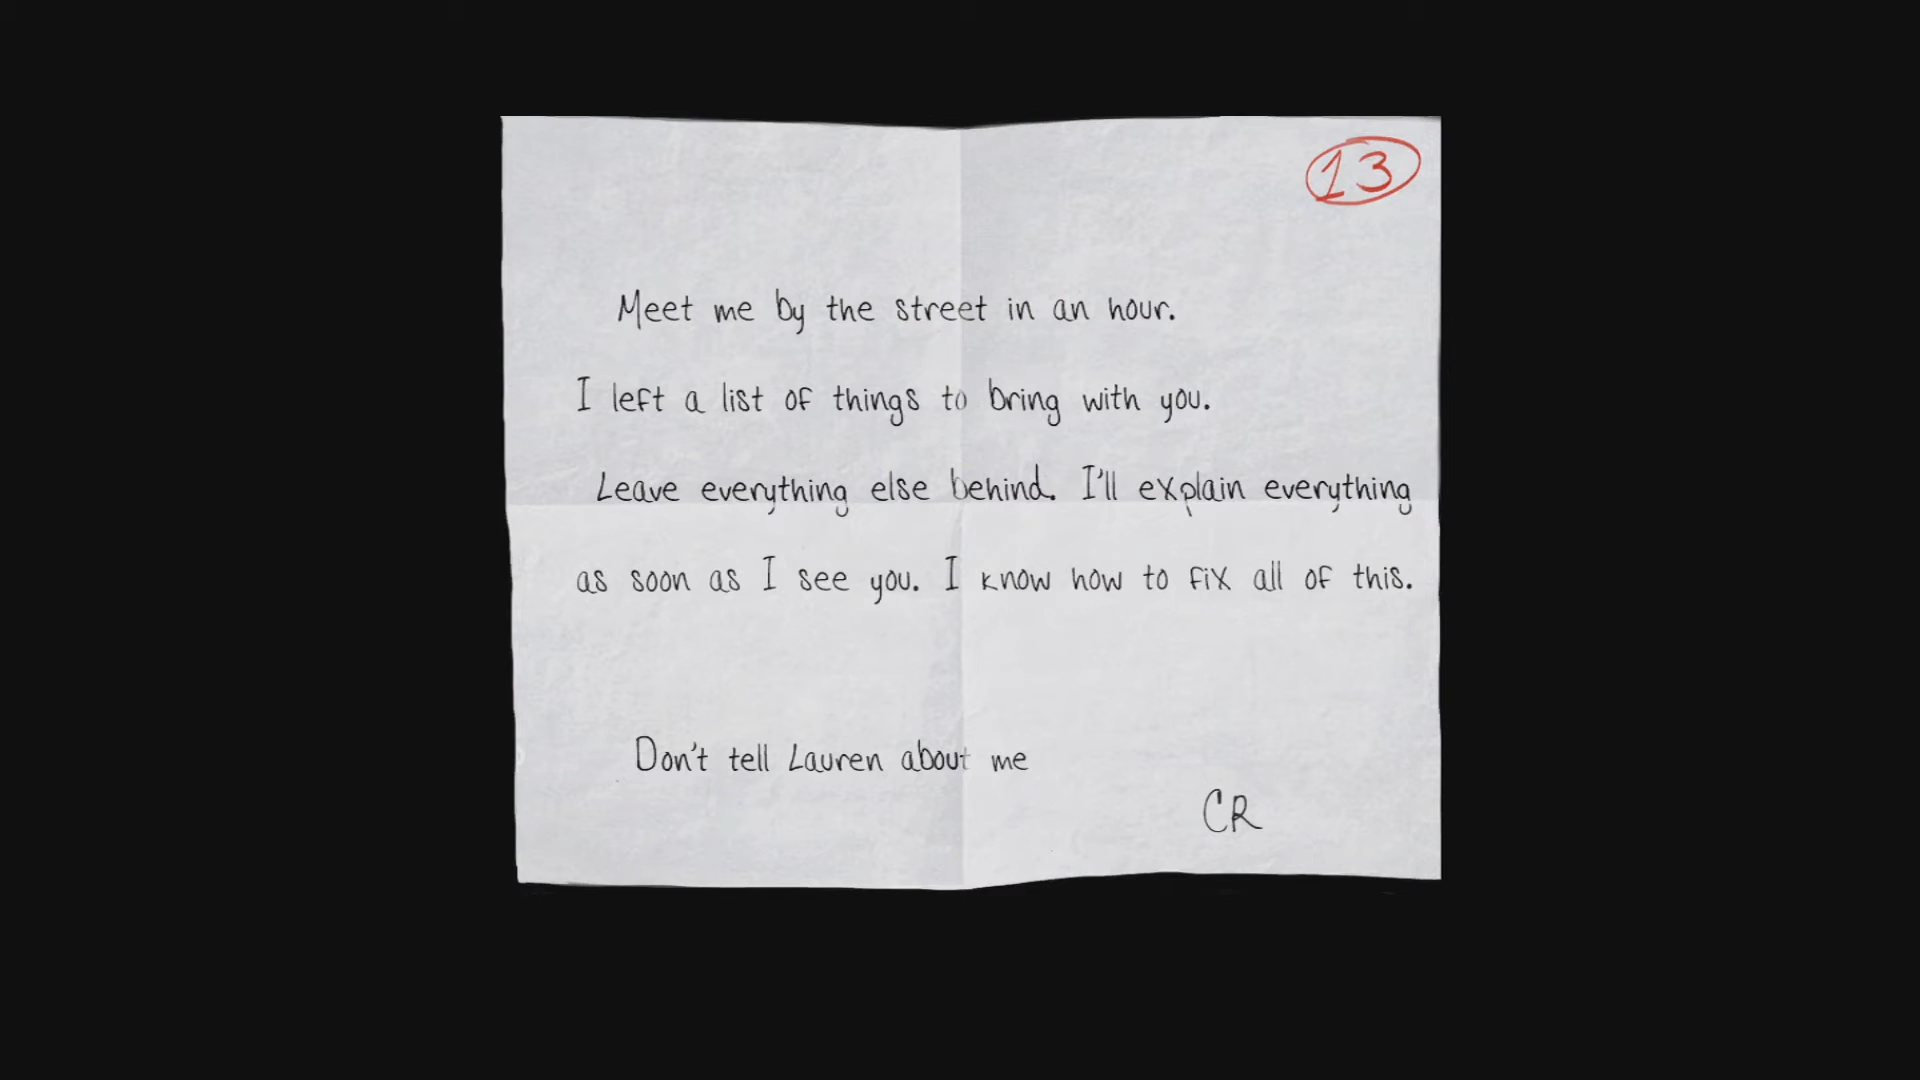 13
Meet me by the street in an hour.
I left a list of things to bring with you.
Leave everything else behind. I'll explain everything
as soon as I see you. I know how to fix all of this.
Don't tell Lauren about me
CR